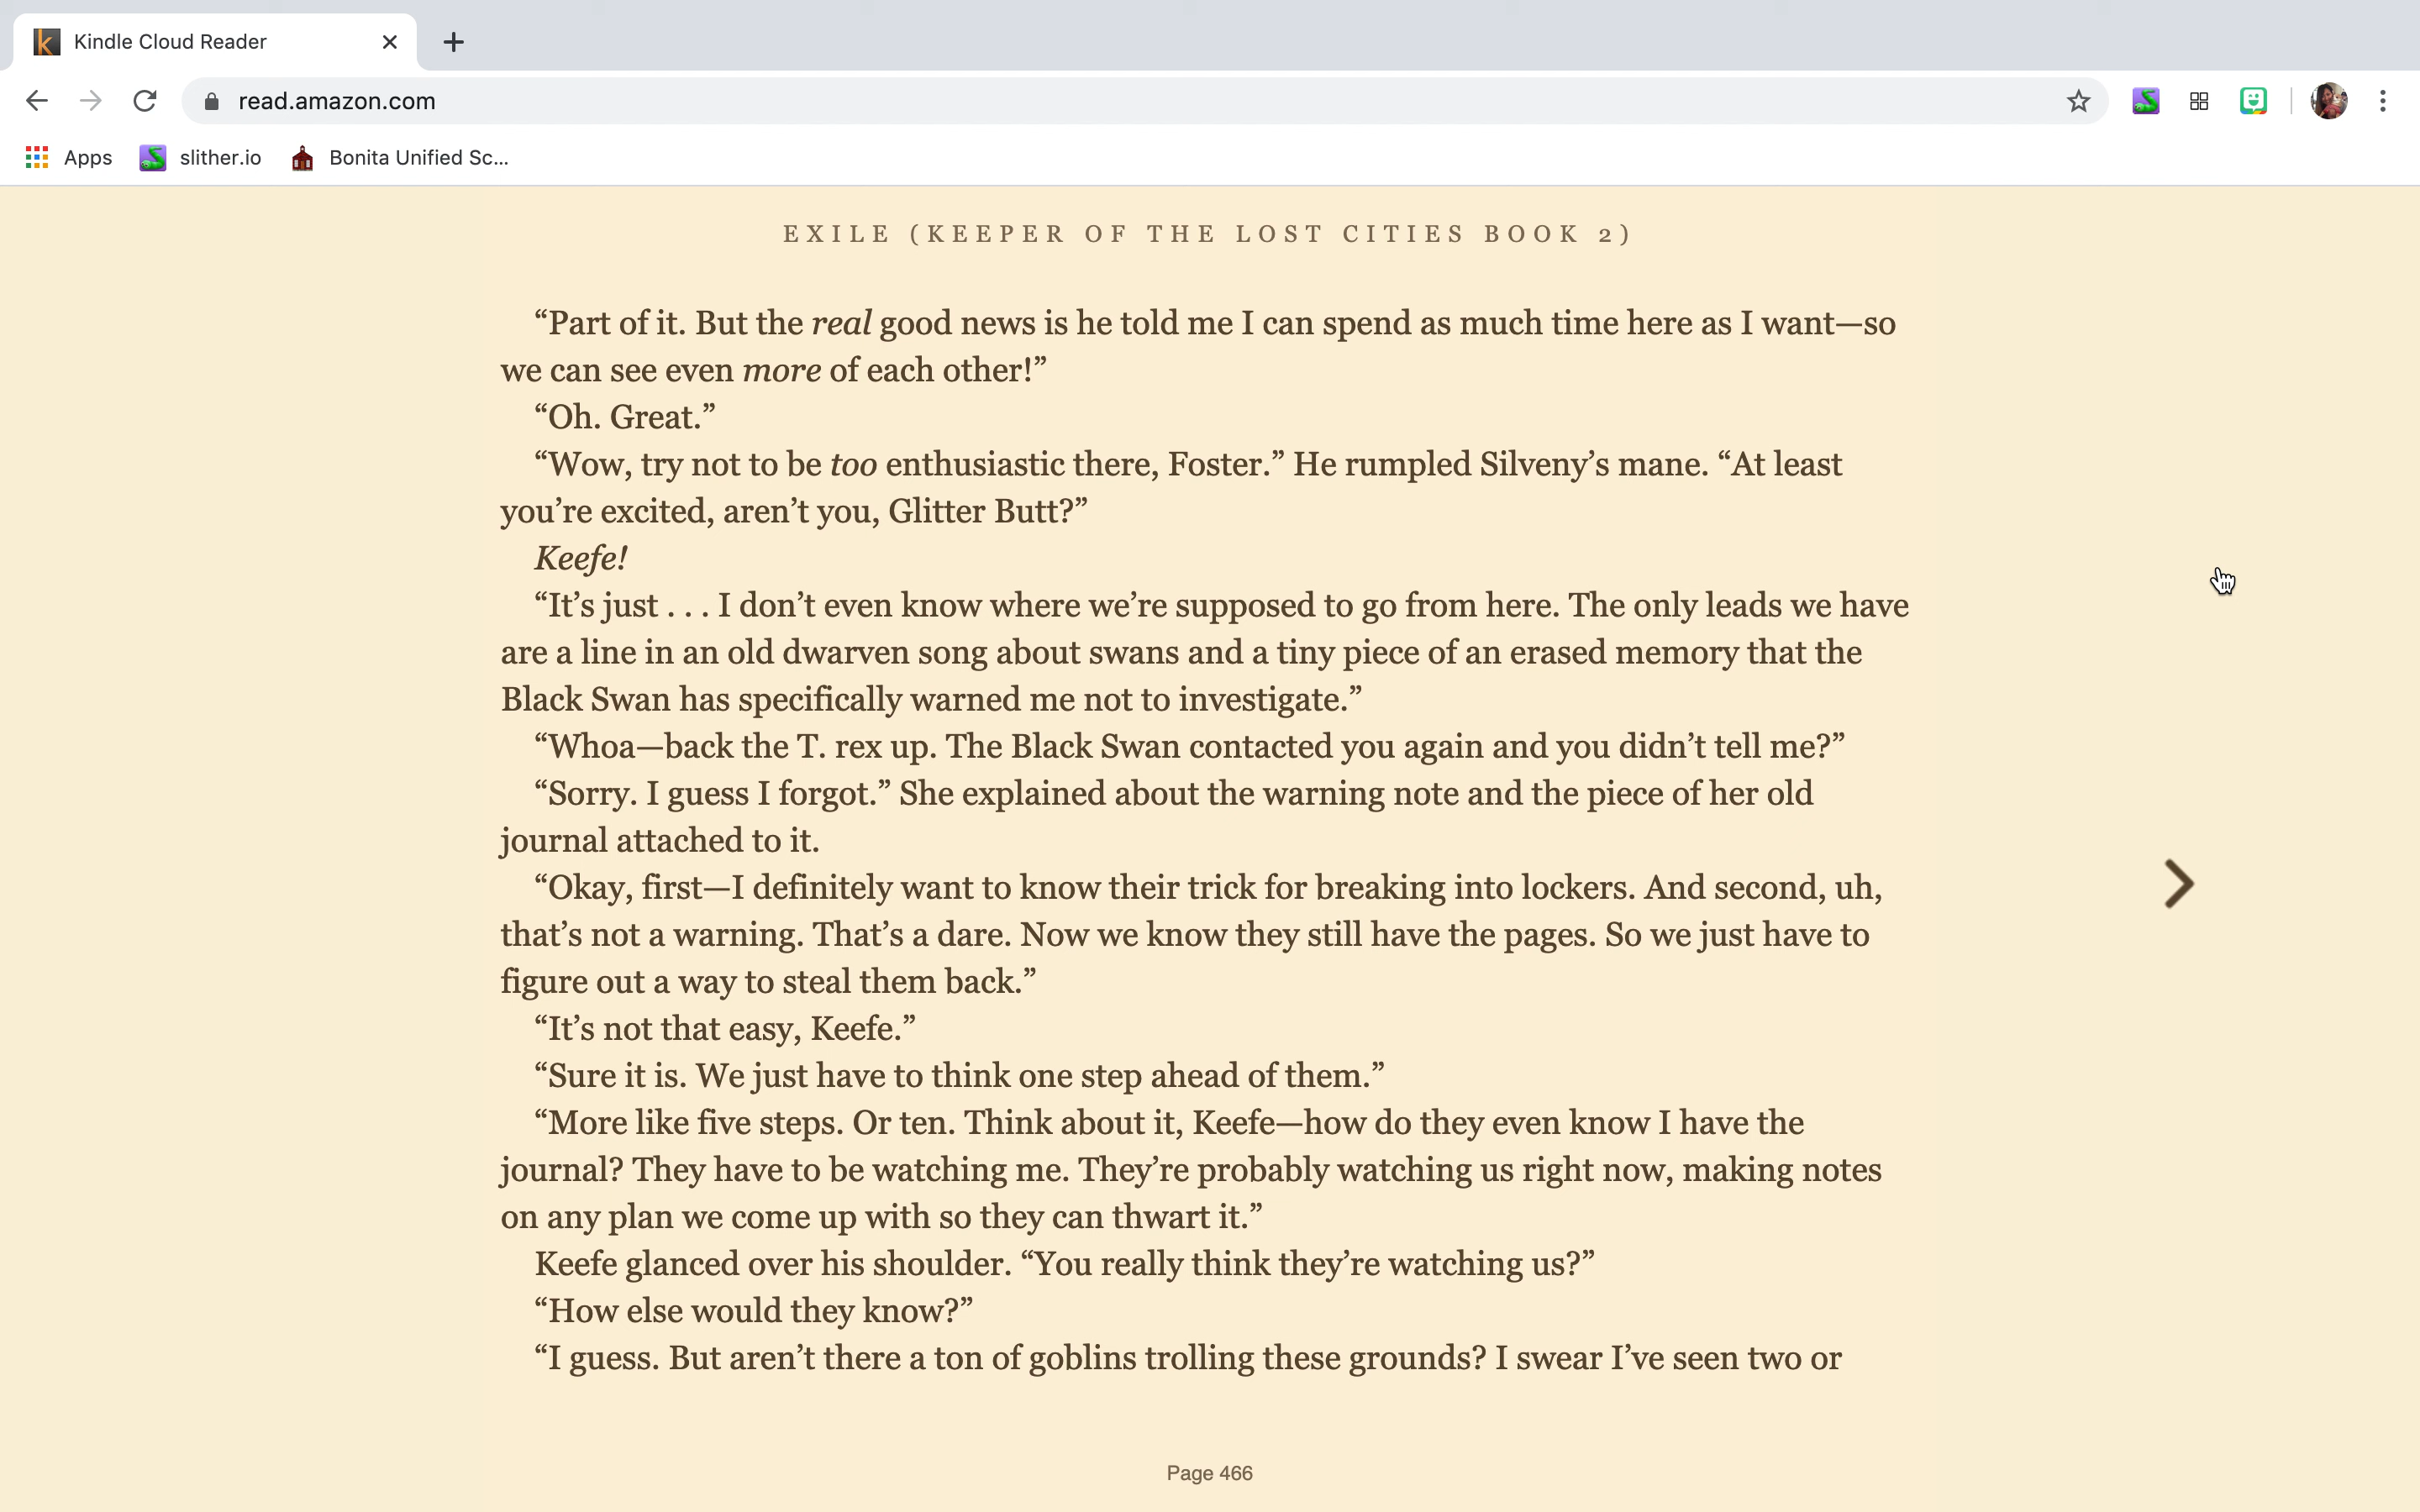 Kindle Cloud Reader
read.amazon.com
Apps
slither.io
Bonita Unified Sc...
EXILE (KEEPER OF THE LOST CITIES BOOK 2)
“Part of it. But the real good news is he told me I can spend as much time here as I want—so
we can see even more of each other!”
“Oh. Great.”
“Wow, try not to be too enthusiastic there, Foster.” He rumpled Silveny’s mane. “At least
you’re excited, aren’t you, Glitter Butt?”
Keefe!
“It’s just . . . I don’t even know where we’re supposed to go from here. The only leads we have
are a line in an old dwarven song about swans and a tiny piece of an erased memory that the
Black Swan has specifically warned me not to investigate.”
“Whoa—back the T. rex up. The Black Swan contacted you again and you didn’t tell me?”
“Sorry. I guess I forgot.” She explained about the warning note and the piece of her old
journal attached to it.
“Okay, first—I definitely want to know their trick for breaking into lockers. And second, uh,
that’s not a warning. That’s a dare. Now we know they still have the pages. So we just have to
figure out a way to steal them back.”
“It’s not that easy, Keefe.”
“Sure it is. We just have to think one step ahead of them.”
“More like five steps. Or ten. Think about it, Keefe—how do they even know I have the
journal? They have to be watching me. They’re probably watching us right now, making notes
on any plan we come up with so they can thwart it.”
Keefe glanced over his shoulder. “You really think they’re watching us?”
“How else would they know?”
“I guess. But aren’t there a ton of goblins trolling these grounds? I swear I’ve seen two or
Page 466